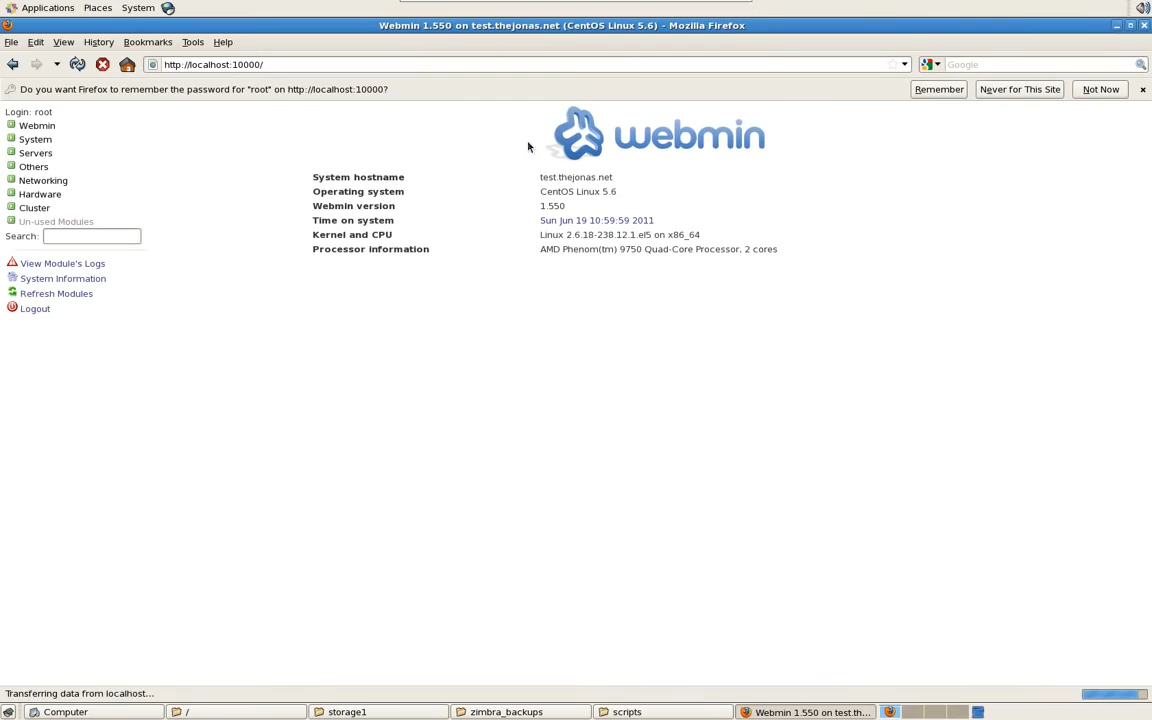 Applications Places System
Webmin 1.550 on test.thejonas.net (CentOS Linux 5.6) - Mozilla Firefox
File Edit View History Bookmarks Tools Help
http://localhost:10000/
Google
Do you want Firefox to remember the password for "root" on http://localhost:10000?
Remember
Never for This Site
Not Now
Login: root
Webmin
System
Servers
Others
Networking
Hardware
Cluster
Un-used Modules
Search:
View Module's Logs
System Information
Refresh Modules
Logout
webmin
System hostname test.thejonas.net
Operating system CentOS Linux 5.6
Webmin version 1.550
Time on system Sun Jun 19 10:59:59 2011
Kernel and CPU Linux 2.6.18-238.12.1.el5 on x86_64
Processor information AMD Phenom(tm) 9750 Quad-Core Processor, 2 cores
Transferring data from localhost...
Computer
/
storage1
zimbra_backups
scripts
Webmin 1.550 on test.th...